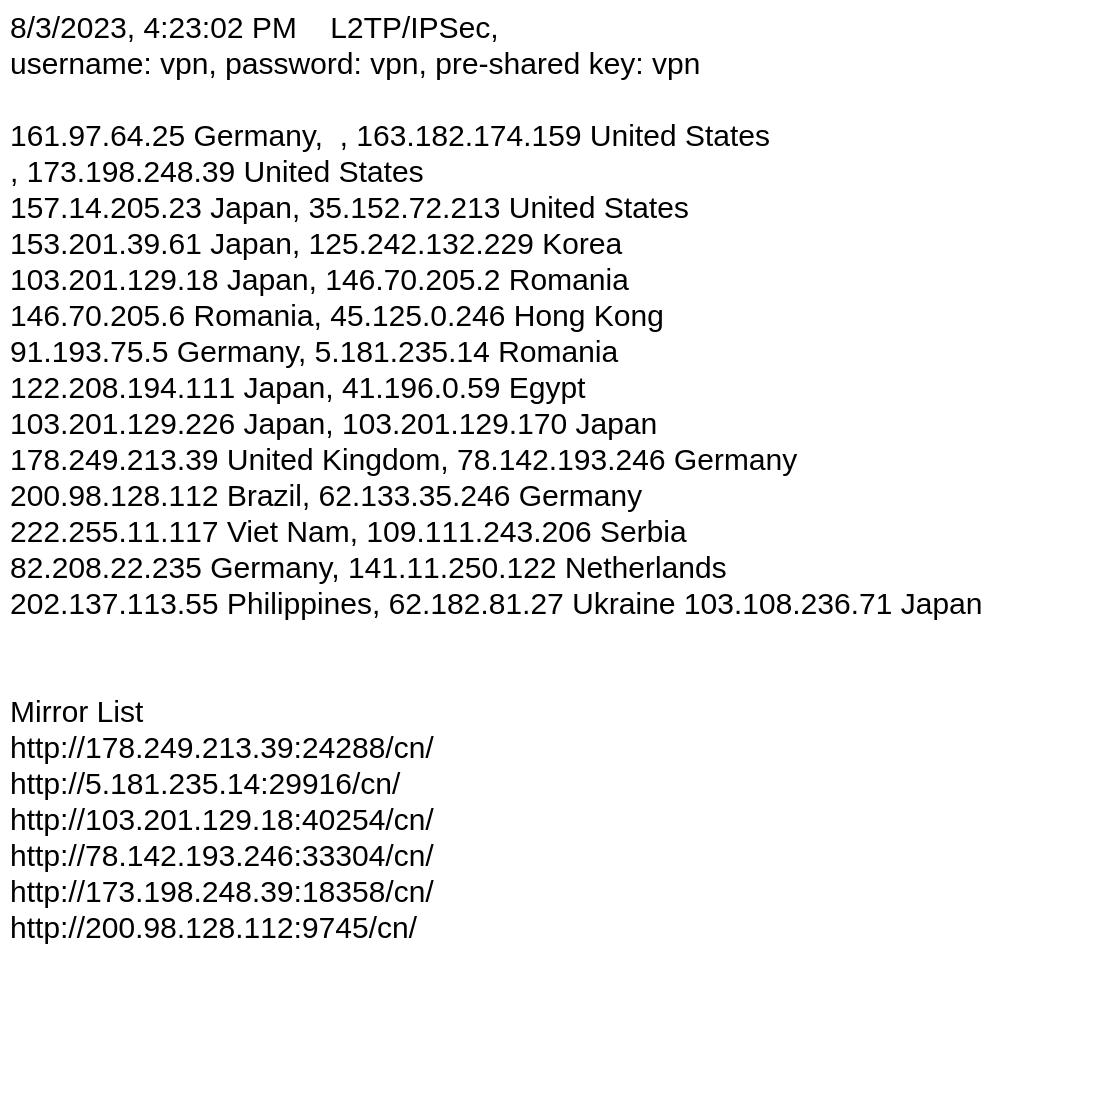 8/3/2023, 4:23:02 PM    L2TP/IPSec,
username: vpn, password: vpn, pre-shared key: vpn
161.97.64.25 Germany,  , 163.182.174.159 United States
, 173.198.248.39 United States
157.14.205.23 Japan, 35.152.72.213 United States
153.201.39.61 Japan, 125.242.132.229 Korea
103.201.129.18 Japan, 146.70.205.2 Romania
146.70.205.6 Romania, 45.125.0.246 Hong Kong
91.193.75.5 Germany, 5.181.235.14 Romania
122.208.194.111 Japan, 41.196.0.59 Egypt
103.201.129.226 Japan, 103.201.129.170 Japan
178.249.213.39 United Kingdom, 78.142.193.246 Germany
200.98.128.112 Brazil, 62.133.35.246 Germany
222.255.11.117 Viet Nam, 109.111.243.206 Serbia
82.208.22.235 Germany, 141.11.250.122 Netherlands
202.137.113.55 Philippines, 62.182.81.27 Ukraine 103.108.236.71 Japan
Mirror List
http://178.249.213.39:24288/cn/
http://5.181.235.14:29916/cn/
http://103.201.129.18:40254/cn/
http://78.142.193.246:33304/cn/
http://173.198.248.39:18358/cn/
http://200.98.128.112:9745/cn/